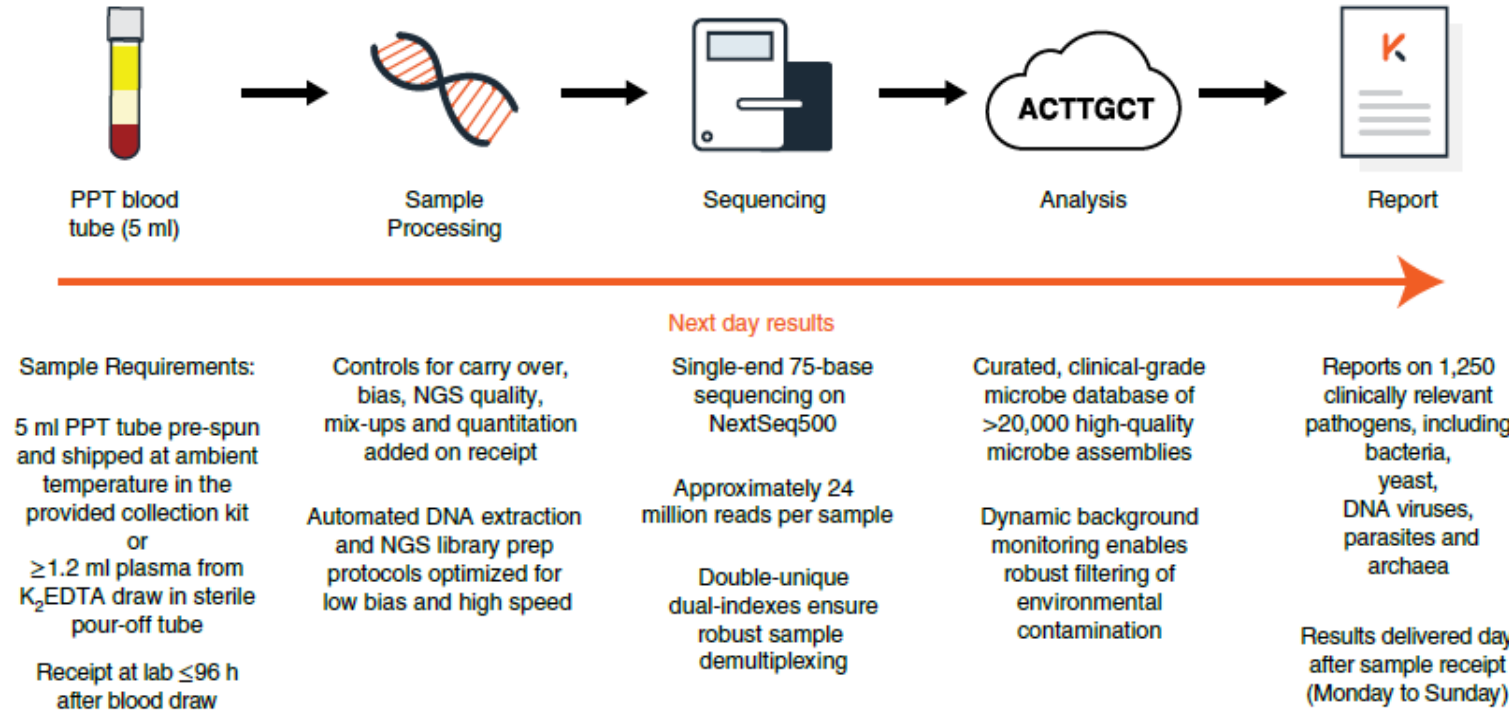 ACTTGCT
PPT blood
tube (5 ml)
Sample
Processing
Sequencing
Analysis
Report
Next day results
Sample Requirements:
5 ml PPT tube pre-spun
and shipped at ambient
temperature in the
provided collection kit
or
≥1.2 ml plasma from
K₂EDTA draw in sterile
pour-off tube
Receipt at lab ≤96 h
after blood draw
Controls for carry over,
bias, NGS quality,
mix-ups and quantitation
added on receipt
Automated DNA extraction
and NGS library prep
protocols optimized for
low bias and high speed
Single-end 75-base
sequencing on
NextSeq500
Approximately 24
million reads per sample
Double-unique
dual-indexes ensure
robust sample
demultiplexing
Curated, clinical-grade
microbe database of
>20,000 high-quality
microbe assemblies
Dynamic background
monitoring enables
robust filtering of
environmental
contamination
Reports on 1,250
clinically relevant
pathogens, including
bacteria,
yeast,
DNA viruses,
parasites and
archaea
Results delivered day
after sample receipt
(Monday to Sunday)